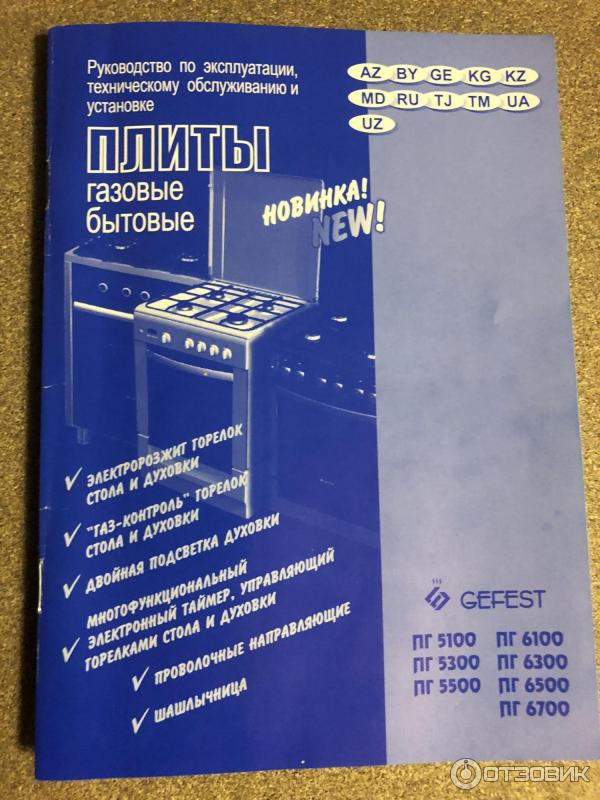 Руководство по эксплуатации,
техническому обслуживанию и
установке
ПЛИТЫ
газовые
бытовые
НОВИНКА!
NEW!
AZ BY GE KG KZ
MD RU TJ TM UA
UZ
ЭЛЕКТРОРОЗЖИГ ГОРЕЛОК
СТОЛА И ДУХОВКИ
"ГАЗ-КОНТРОЛЬ" ГОРЕЛОК
СТОЛА И ДУХОВКИ
ДВОЙНАЯ ПОДСВЕТКА ДУХОВКИ
МНОГОФУНКЦИОНАЛЬНЫЙ
ЭЛЕКТРОННЫЙ ТАЙМЕР, УПРАВЛЯЮЩИЙ
ГОРЕЛКАМИ СТОЛА И ДУХОВКИ
ПРОВОЛОЧНЫЕ НАПРАВЛЯЮЩИЕ
ШАШЛЫЧНИЦА
GEFEST
ПГ 5100 ПГ 6100
ПГ 5300 ПГ 6300
ПГ 5500 ПГ 6500
ПГ 6700
ОТЗОВИК